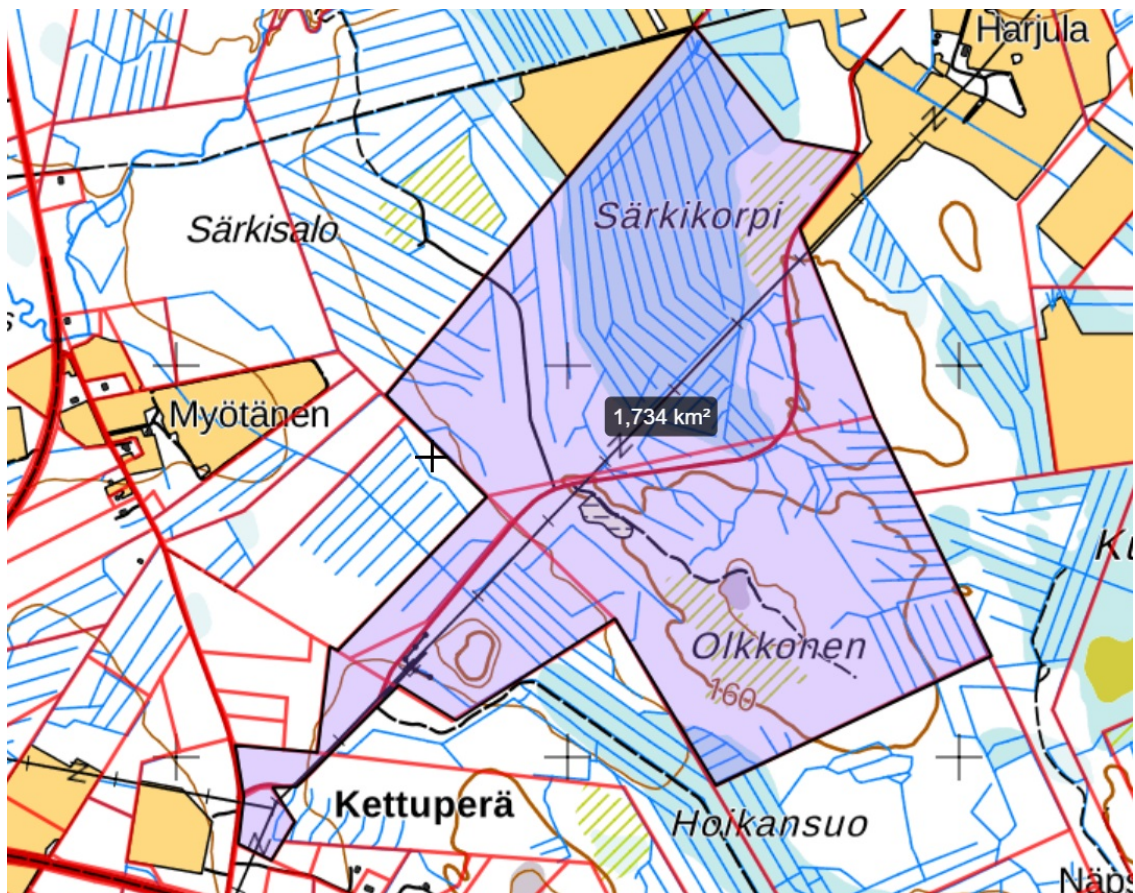 Harjula
Särkisalo
Särkikorpi
Myötänen
1,734 km²
Olkkonen
160
Kettuperä
Hoikansuo